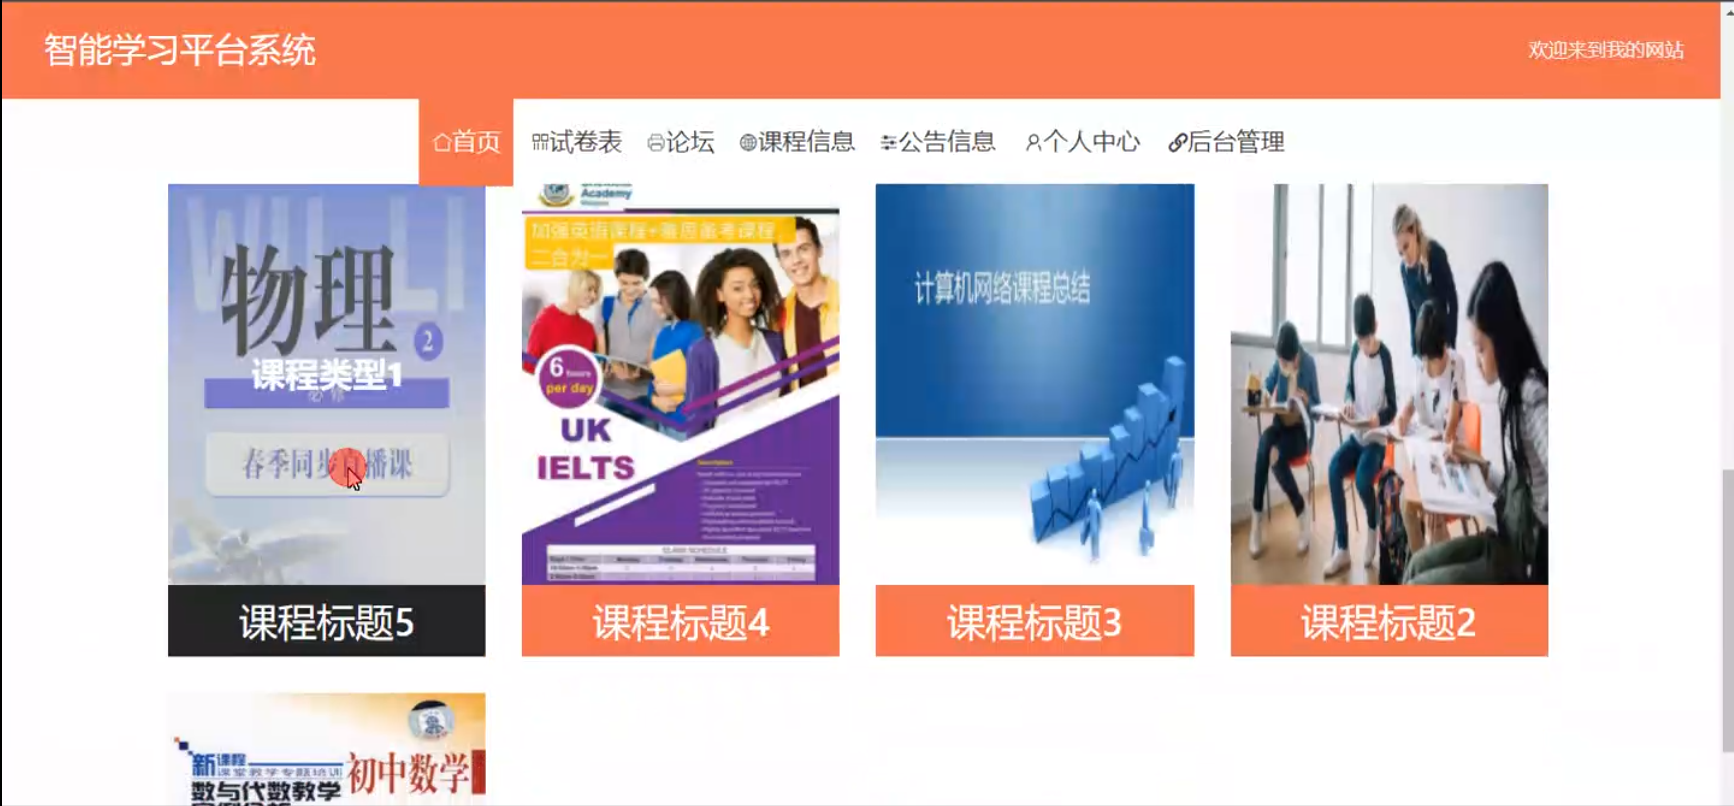 智能学习平台系统
欢迎来到我的网站
首页
试卷表
论坛
课程信息
公告信息
个人中心
后台管理
WU LI
物理
2
课程类型1
必修
春季同步直播课
课程标题5
Academy
加强英语课程+雅思备考课程
二合为一
6 hours
per day
UK
IELTS
Description
课程标题4
计算机网络课程总结
课程标题3
课程标题2
新课程
课堂教学专题培训
初中数学
数与代数教学